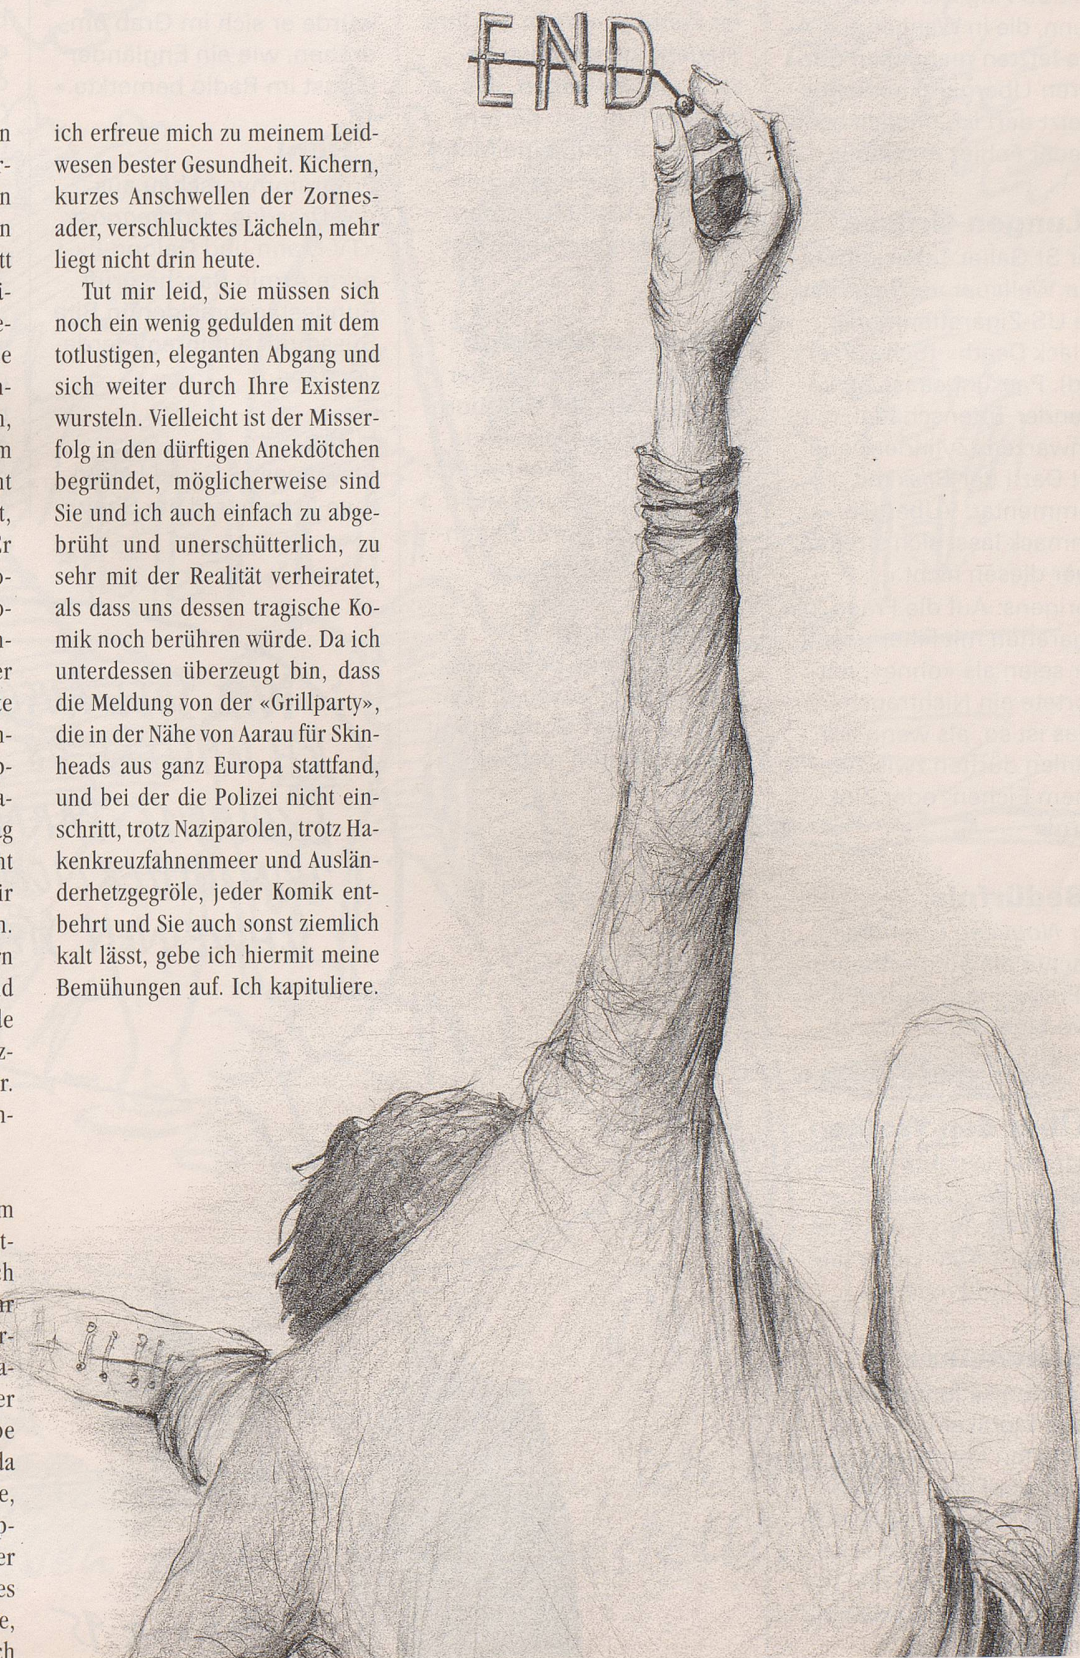 END
ich erfreue mich zu meinem Leid-
wesen bester Gesundheit. Kichern,
kurzes Anschwellen der Zornes-
ader, verschlucktes Lächeln, mehr
liegt nicht drin heute.
Tut mir leid, Sie müssen sich
noch ein wenig gedulden mit dem
totlustigen, eleganten Abgang und
sich weiter durch Ihre Existenz
wursteln. Vielleicht ist der Misser-
folg in den dürftigen Anekdötchen
begründet, möglicherweise sind
Sie und ich auch einfach zu abge-
brüht und unerschütterlich, zu
sehr mit der Realität verheiratet,
als dass uns dessen tragische Ko-
mik noch berühren würde. Da ich
unterdessen überzeugt bin, dass
die Meldung von der «Grillparty»,
die in der Nähe von Aarau für Skin-
heads aus ganz Europa stattfand,
und bei der die Polizei nicht ein-
schritt, trotz Naziparolen, trotz Ha-
kenkreuzfahnenmeer und Auslän-
derhetzgegröle, jeder Komik ent-
behrt und Sie auch sonst ziemlich
kalt lässt, gebe ich hiermit meine
Bemühungen auf. Ich kapituliere.